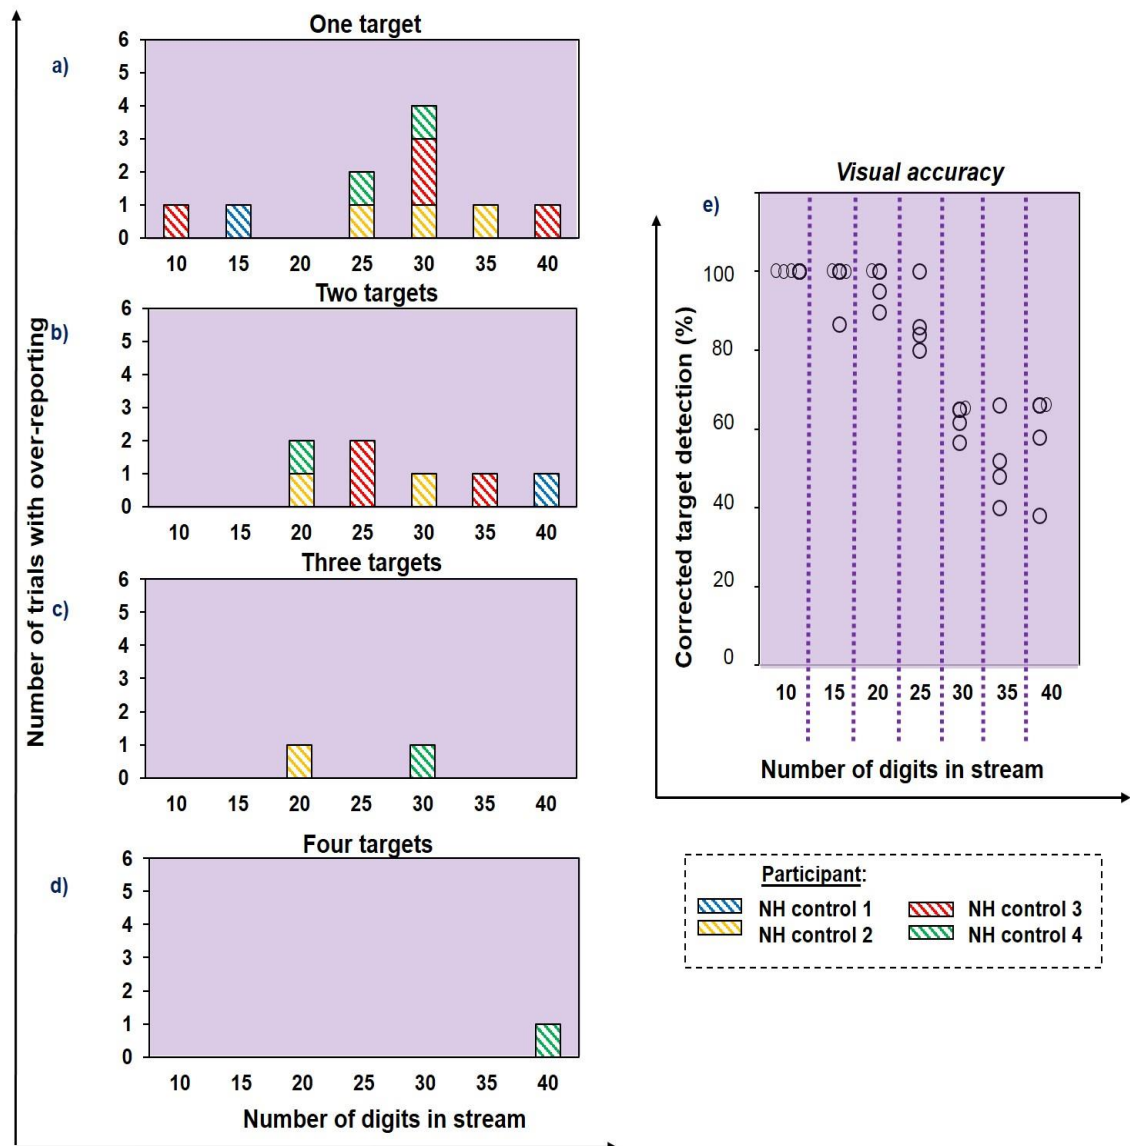 Number of trials with over-reporting
a)
One target
6
5
4
3
2
1
0
10 15 20 25 30 35 40
b)
Two targets
6
5
4
3
2
1
0
10 15 20 25 30 35 40
c)
Three targets
6
5
4
3
2
1
0
10 15 20 25 30 35 40
d)
Four targets
6
5
4
3
2
1
0
10 15 20 25 30 35 40
Number of digits in stream
Visual accuracy
e)
Corrected target detection (%)
100
80
60
40
20
0
10 15 20 25 30 35 40
Number of digits in stream
Participant:
NH control 1 NH control 3
NH control 2 NH control 4